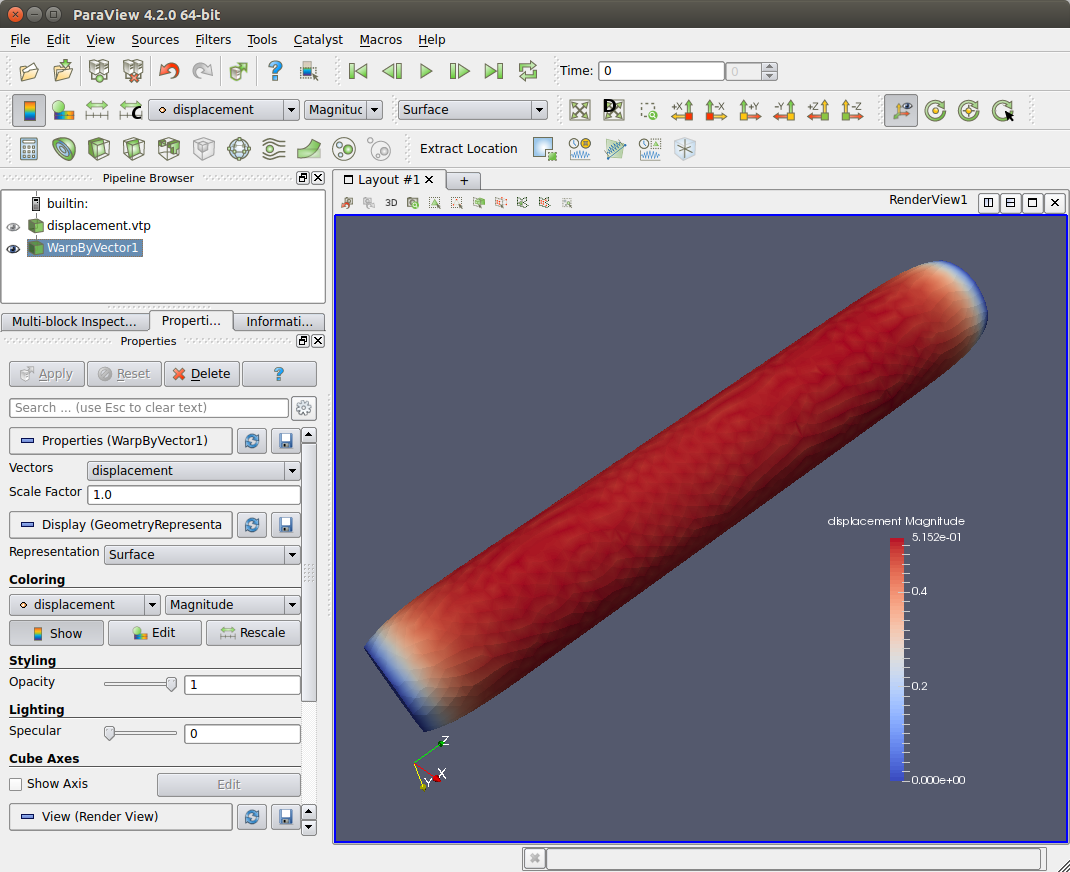 ParaView 4.2.0 64-bit
File Edit View Sources Filters Tools Catalyst Macros Help
Time: 0 0
displacement Magnituc Surface +X -X +Y -Y +Z -Z
Extract Location
Pipeline Browser
builtin:
displacement.vtp
WarpByVector1
Multi-block Inspect... Properti... Informati...
Properties
Apply Reset Delete ?
Search ... (use Esc to clear text)
Properties (WarpByVector1)
Vectors displacement
Scale Factor 1.0
Display (GeometryRepresenta
Representation Surface
Coloring
displacement Magnitude
Show Edit Rescale
Styling
Opacity 1
Lighting
Specular 0
Cube Axes
Show Axis Edit
View (Render View)
Layout #1 +
3D RenderView1
displacement Magnitude
5.152e-01
0.4
0.2
0.000e+00
Z
X
Y